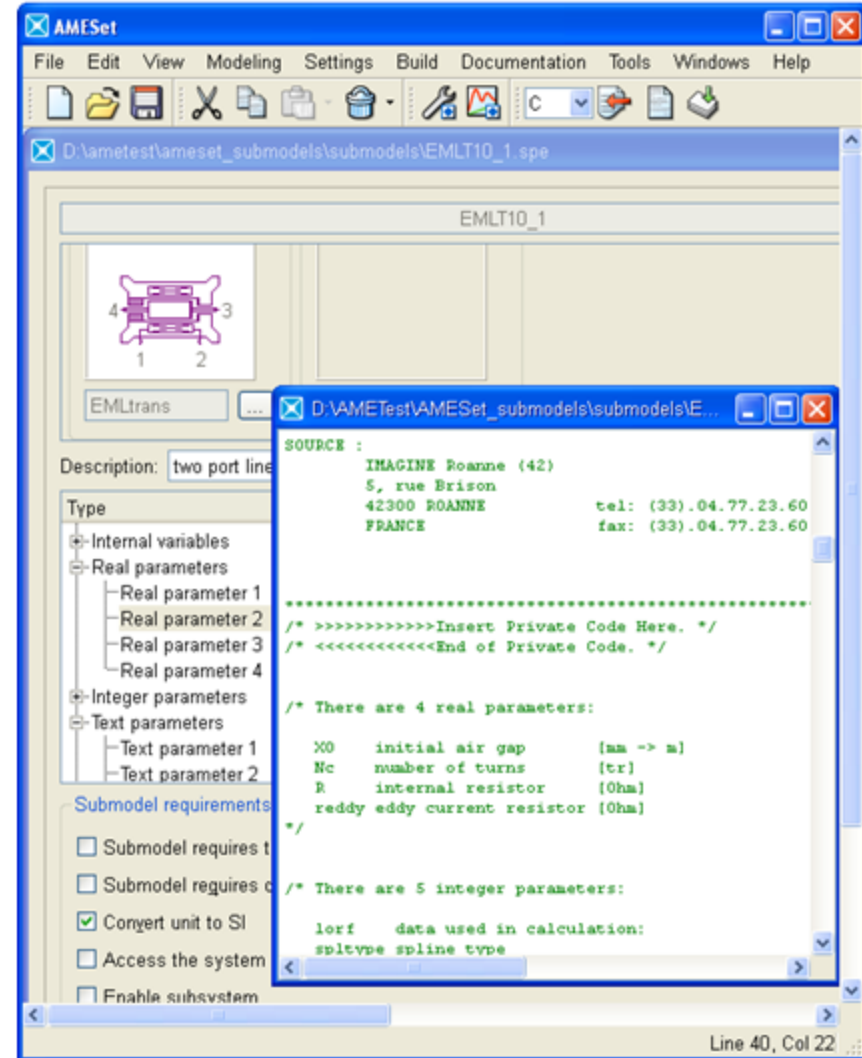 AMESet
File Edit View Modeling Settings Build Documentation Tools Windows Help
C
D:\ametest\ameset_submodels\submodels\EMLT10_1.spe
EMLT10_1
4 3
1 2
EMLtrans ...
Description: two port line
Type
Internal variables
Real parameters
Real parameter 1
Real parameter 2
Real parameter 3
Real parameter 4
Integer parameters
Text parameters
Text parameter 1
Text parameter 2
Submodel requirements
Submodel requires t
Submodel requires c
Convert unit to SI
Access the system
Enable subsystem
D:\AMETest\AMESet_submodels\submodels\E...
SOURCE :
IMAGINE Roanne (42)
5, rue Brison
42300 ROANNE tel: (33).04.77.23.60
FRANCE fax: (33).04.77.23.60
*******************************************************
/* >>>>>>>>>>>>Insert Private Code Here. */
/* <<<<<<<<<<<<End of Private Code. */
/* There are 4 real parameters:
X0 initial air gap [mm -> m]
Nc number of turns [tr]
R internal resistor [Ohm]
reddy eddy current resistor [Ohm]
*/
/* There are 5 integer parameters:
lorf data used in calculation:
spltype spline type
Line 40, Col 22